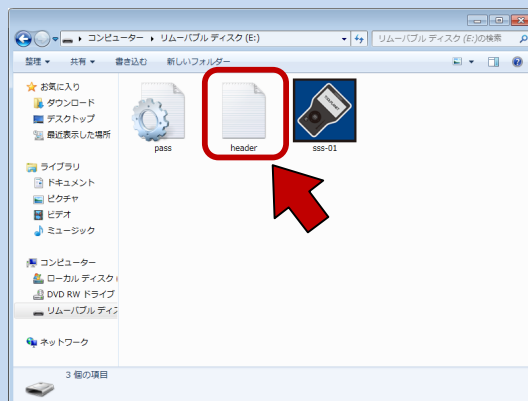 コンピューター ▸ リムーバブル ディスク (E:)
リムーバブル ディスク (E:)の検索
整理 ▼ 共有 ▼ 書き込む 新しいフォルダー
お気に入り
ダウンロード
デスクトップ
最近表示した場所
ライブラリ
ドキュメント
ピクチャ
ビデオ
ミュージック
コンピューター
ローカル ディスク (
DVD RW ドライブ
リムーバブル ディス
ネットワーク
pass
header
sss-01
3 個の項目